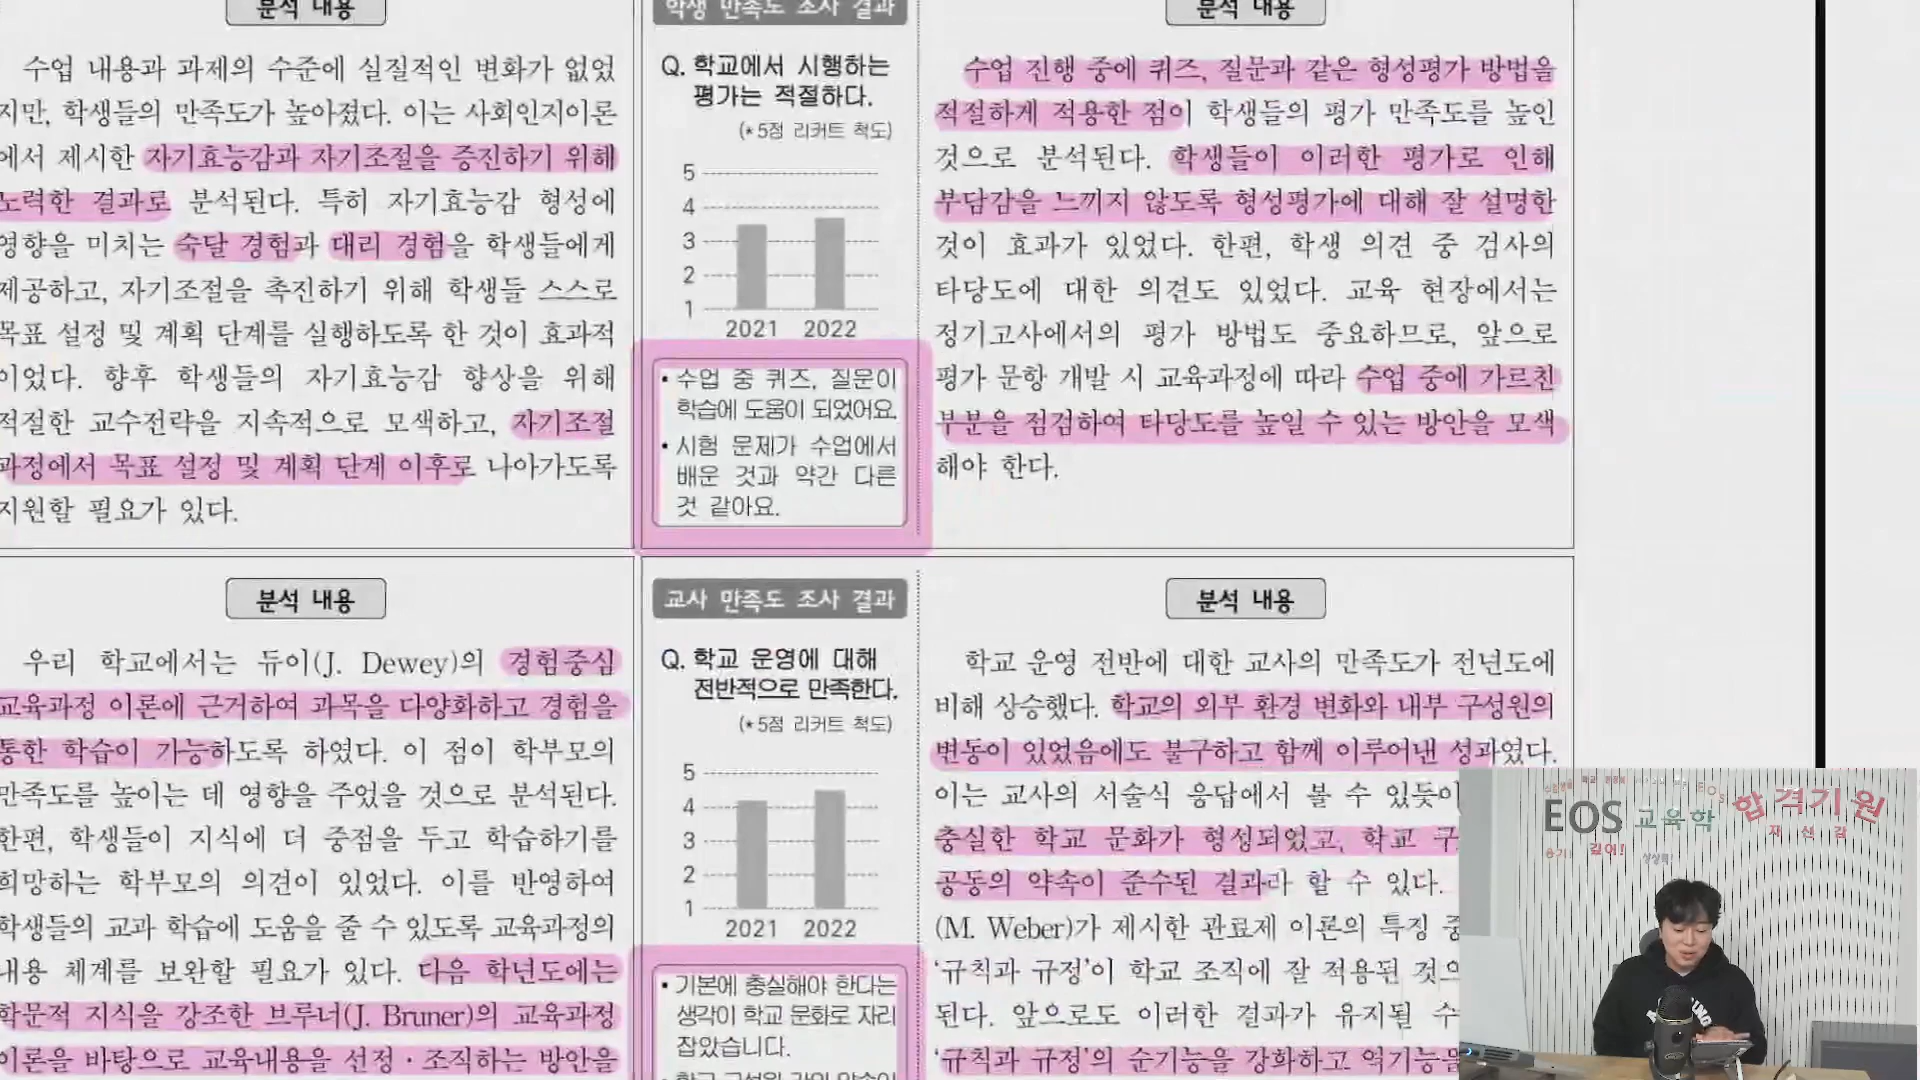 분석 내용
수업 내용과 과제의 수준에 실질적인 변화가 없었
지만, 학생들의 만족도가 높아졌다. 이는 사회인지이론
에서 제시한 자기효능감과 자기조절을 증진하기 위해
노력한 결과로 분석된다. 특히 자기효능감 형성에
영향을 미치는 숙달 경험과 대리 경험을 학생들에게
제공하고, 자기조절을 촉진하기 위해 학생들 스스로
목표 설정 및 계획 단계를 실행하도록 한 것이 효과적
이었다. 향후 학생들의 자기효능감 향상을 위해
적절한 교수전략을 지속적으로 모색하고, 자기조절
과정에서 목표 설정 및 계획 단계 이후로 나아가도록
지원할 필요가 있다.
학생 만족도 조사 결과
Q. 학교에서 시행하는
평가는 적절하다.
(* 5점 리커트 척도)
5
4
3
2
1
2021 2022
• 수업 중 퀴즈, 질문이
학습에 도움이 되었어요.
• 시험 문제가 수업에서
배운 것과 약간 다른
것 같아요.
분석 내용
수업 진행 중에 퀴즈, 질문과 같은 형성평가 방법을
적절하게 적용한 점이 학생들의 평가 만족도를 높인
것으로 분석된다. 학생들이 이러한 평가로 인해
부담감을 느끼지 않도록 형성평가에 대해 잘 설명한
것이 효과가 있었다. 한편, 학생 의견 중 검사의
타당도에 대한 의견도 있었다. 교육 현장에서는
정기고사에서의 평가 방법도 중요하므로, 앞으로
평가 문항 개발 시 교육과정에 따라 수업 중에 가르친
부분을 점검하여 타당도를 높일 수 있는 방안을 모색
해야 한다.
분석 내용
우리 학교에서는 듀이(J. Dewey)의 경험중심
교육과정 이론에 근거하여 과목을 다양화하고 경험을
통한 학습이 가능하도록 하였다. 이 점이 학부모의
만족도를 높이는 데 영향을 주었을 것으로 분석된다.
한편, 학생들이 지식에 더 중점을 두고 학습하기를
희망하는 학부모의 의견이 있었다. 이를 반영하여
학생들의 교과 학습에 도움을 줄 수 있도록 교육과정의
내용 체계를 보완할 필요가 있다. 다음 학년도에는
학문적 지식을 강조한 브루너(J. Bruner)의 교육과정
이론을 바탕으로 교육내용을 선정·조직하는 방안을
교사 만족도 조사 결과
Q. 학교 운영에 대해
전반적으로 만족한다.
(* 5점 리커트 척도)
5
4
3
2
1
2021 2022
• 기본에 충실해야 한다는
생각이 학교 문화로 자리
잡았습니다.
분석 내용
학교 운영 전반에 대한 교사의 만족도가 전년도에
비해 상승했다. 학교의 외부 환경 변화와 내부 구성원의
변동이 있었음에도 불구하고 함께 이루어낸 성과였다.
이는 교사의 서술식 응답에서 볼 수 있듯이
충실한 학교 문화가 형성되었고, 학교 구
공동의 약속이 준수된 결과라 할 수 있다.
(M. Weber)가 제시한 관료제 이론의 특징 중
'규칙과 규정'이 학교 조직에 잘 적용된 것으
된다. 앞으로도 이러한 결과가 유지될 수
'규칙과 규정'의 순기능을 강화하고 역기능을
EOS 교육학 합격기원
자신감
용기! 깊이!